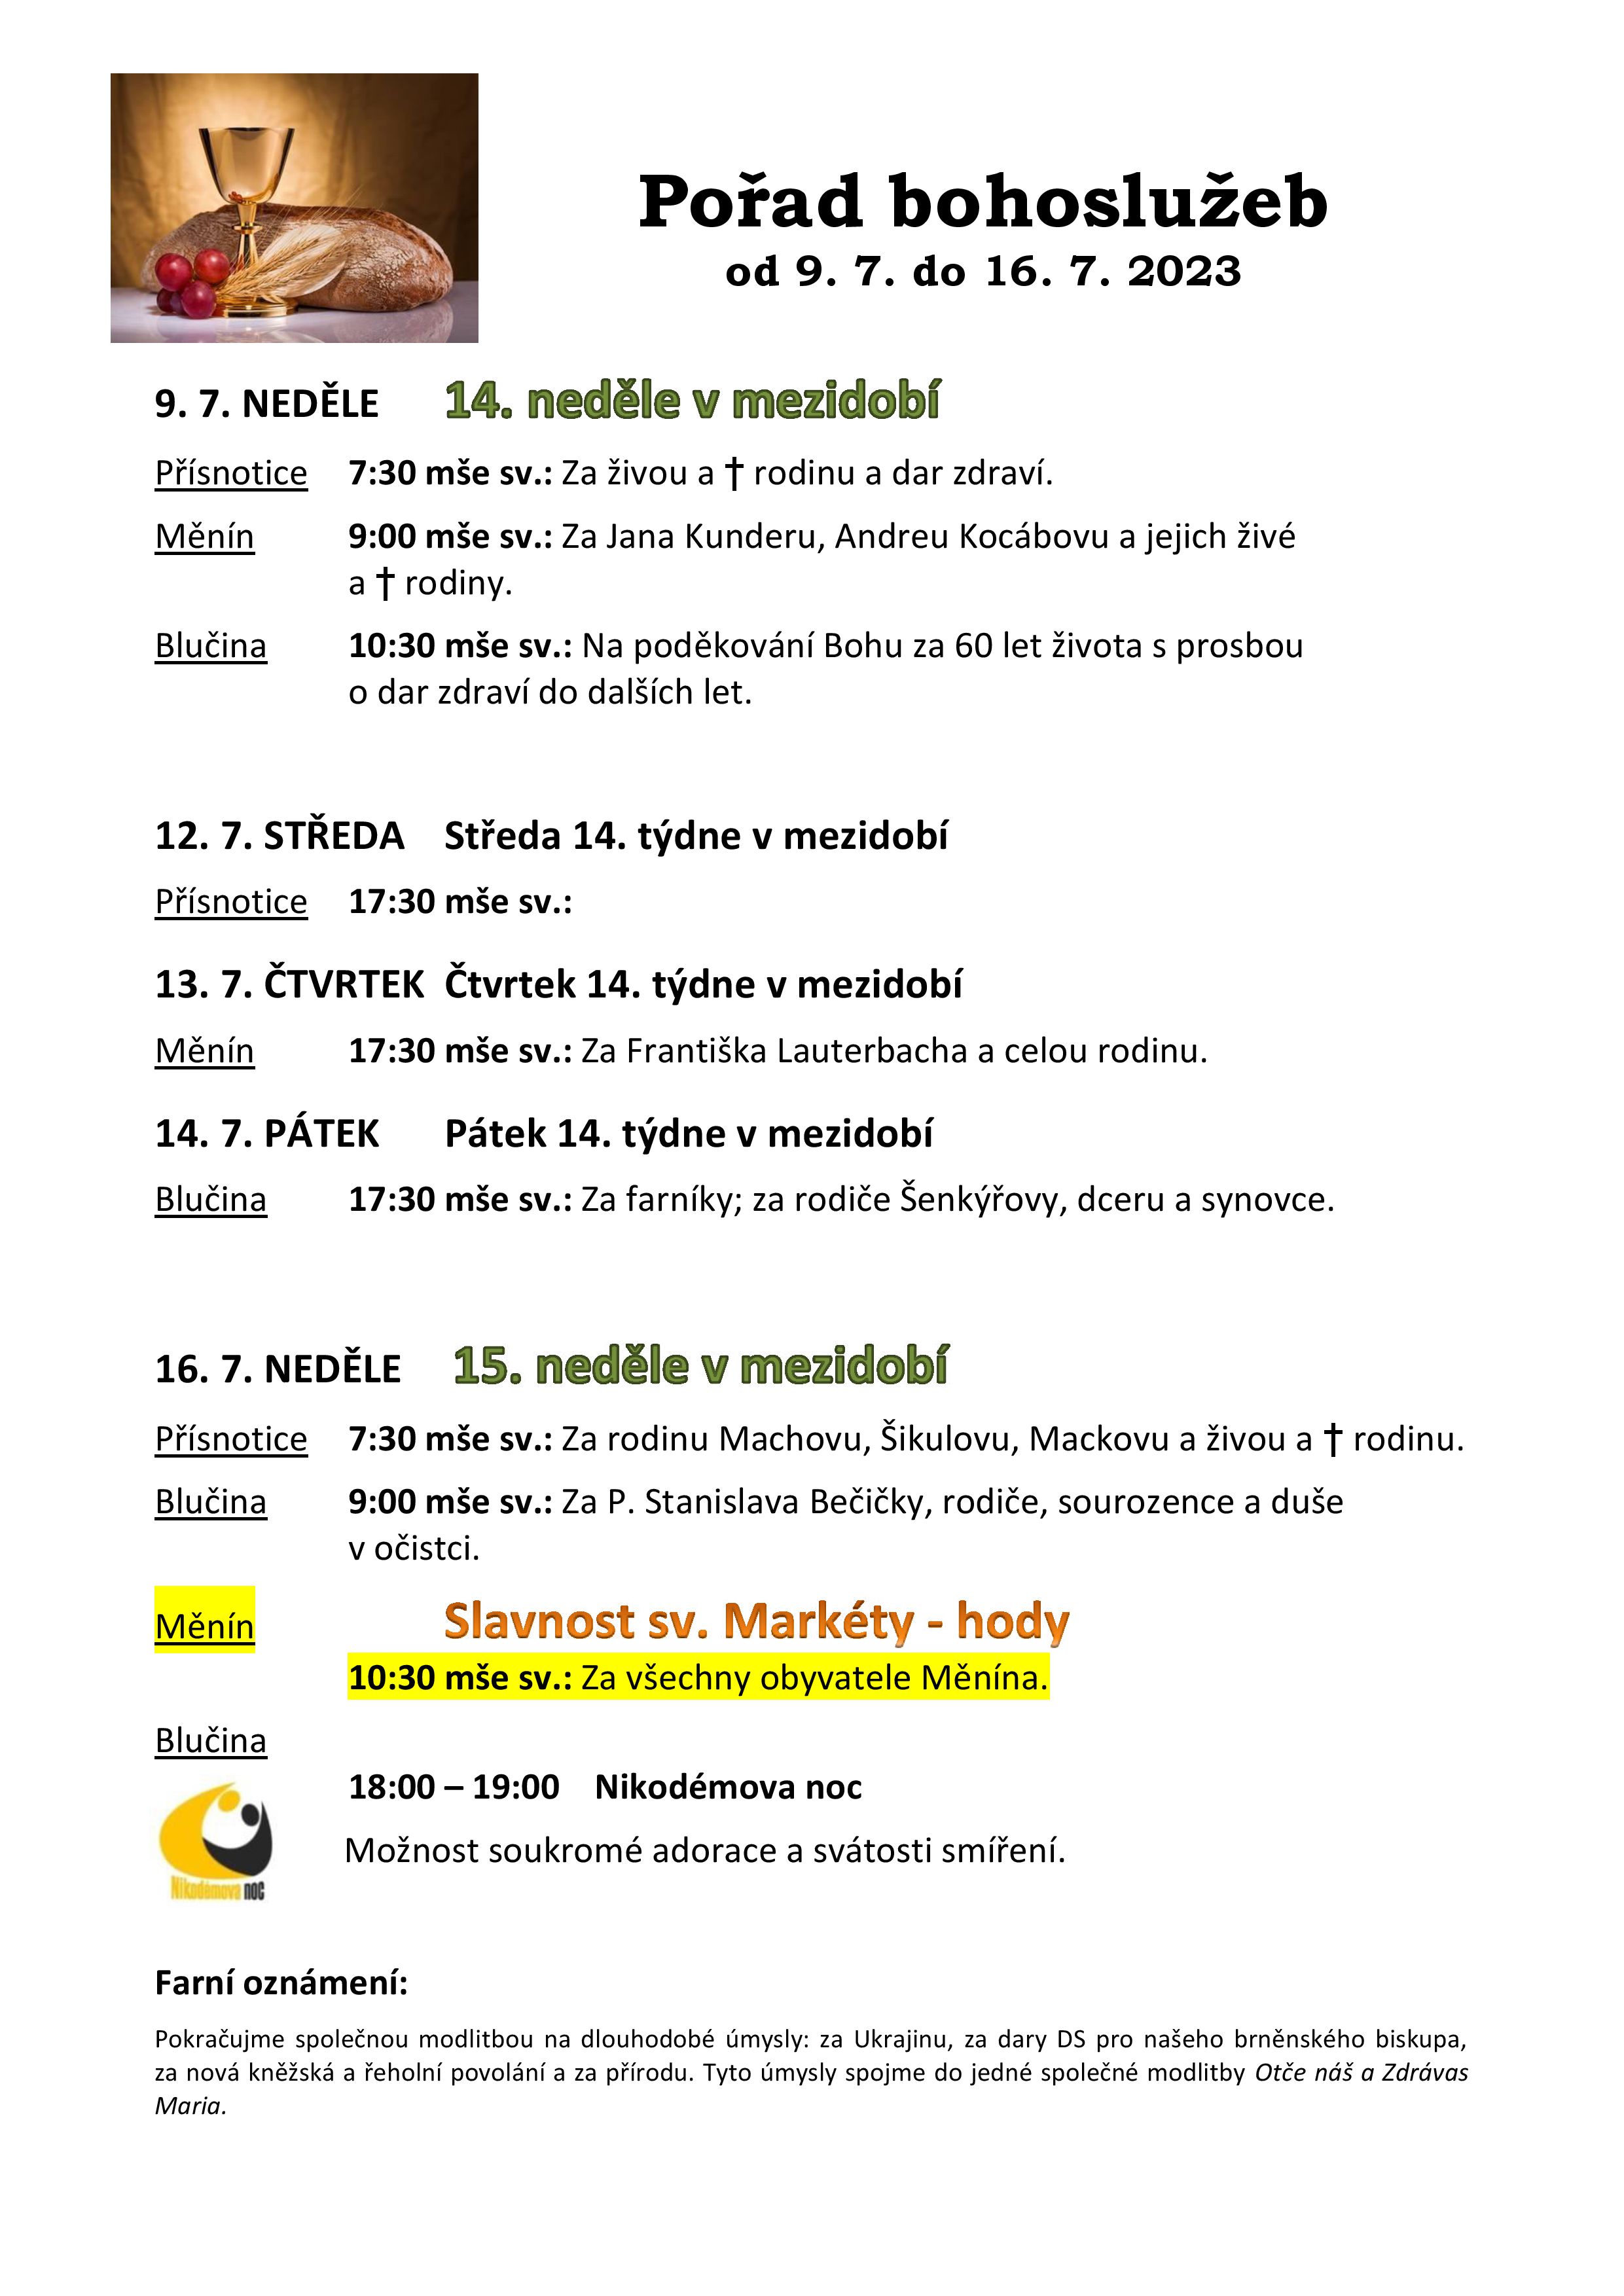 Pořad bohoslužeb
od 9. 7. do 16. 7. 2023
9. 7. NEDĚLE 14. neděle v mezidobí
Přísnotice 7:30 mše sv.: Za živou a † rodinu a dar zdraví.
Měnín 9:00 mše sv.: Za Jana Kunderu, Andreu Kocábovu a jejich živé
a † rodiny.
Blučina 10:30 mše sv.: Na poděkování Bohu za 60 let života s prosbou
o dar zdraví do dalších let.
12. 7. STŘEDA Středa 14. týdne v mezidobí
Přísnotice 17:30 mše sv.:
13. 7. ČTVRTEK Čtvrtek 14. týdne v mezidobí
Měnín 17:30 mše sv.: Za Františka Lauterbacha a celou rodinu.
14. 7. PÁTEK Pátek 14. týdne v mezidobí
Blučina 17:30 mše sv.: Za farníky; za rodiče Šenkýřovy, dceru a synovce.
16. 7. NEDĚLE 15. neděle v mezidobí
Přísnotice 7:30 mše sv.: Za rodinu Machovu, Šikulovu, Mackovu a živou a † rodinu.
Blučina 9:00 mše sv.: Za P. Stanislava Bečičky, rodiče, sourozence a duše
v očistci.
Měnín Slavnost sv. Markéty - hody
10:30 mše sv.: Za všechny obyvatele Měnína.
Blučina
18:00 – 19:00 Nikodémova noc
Možnost soukromé adorace a svátosti smíření.
Nikodémova noc
Farní oznámení:
Pokračujme společnou modlitbou na dlouhodobé úmysly: za Ukrajinu, za dary DS pro našeho brněnského biskupa,
za nová kněžská a řeholní povolání a za přírodu. Tyto úmysly spojme do jedné společné modlitby Otče náš a Zdrávas
Maria.